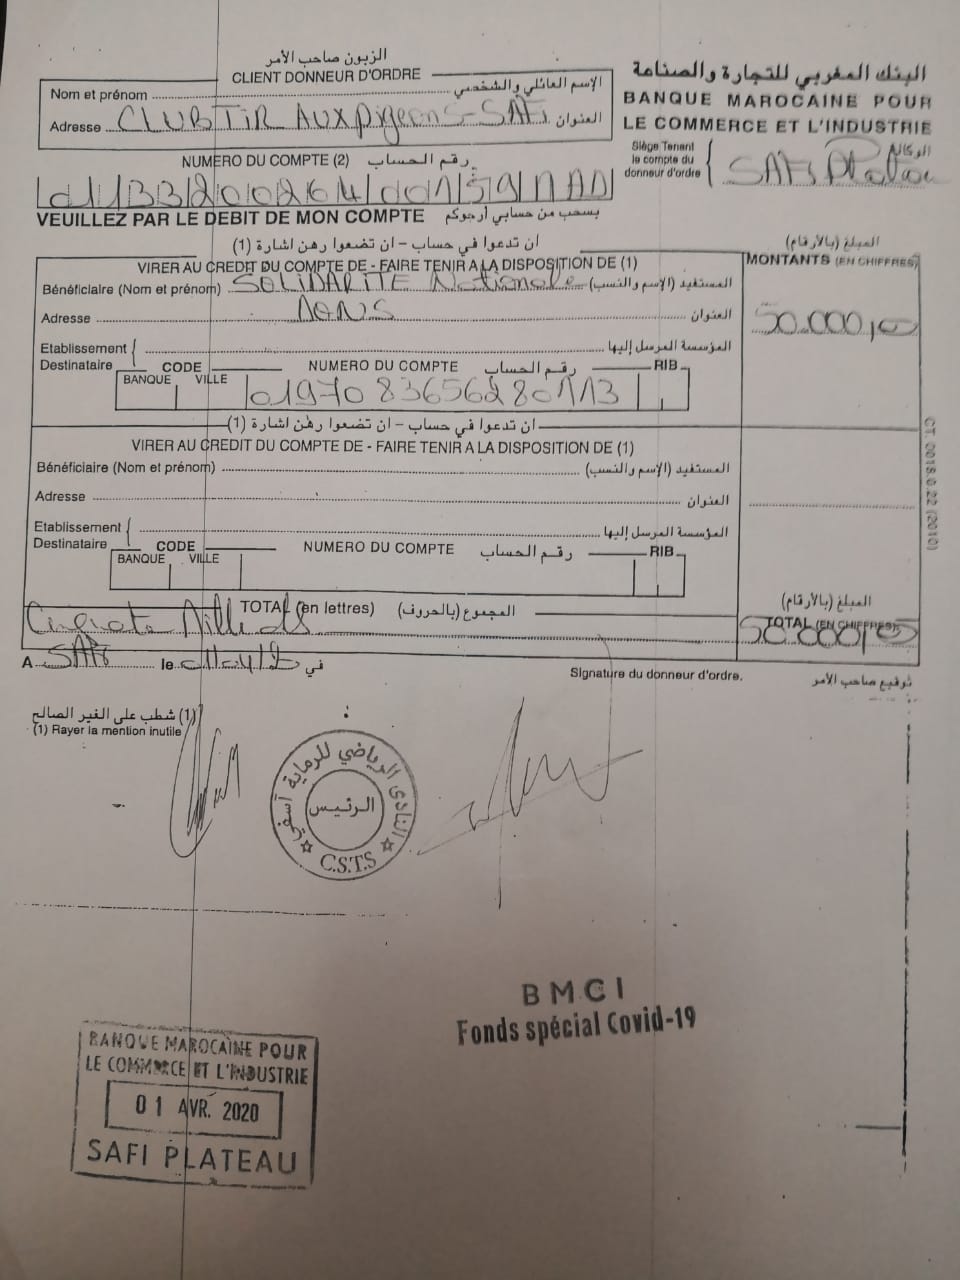 الزبون صاحب الأمر
CLIENT DONNEUR D'ORDRE
Nom et prénom الإسم العائلي والشخصي
Adresse CLUB TIR AUX pigeons - SAFI العنوان
البنك المغربي للتجارة والصناعة
BANQUE MAROCAINE POUR
LE COMMERCE ET L'INDUSTRIE
Siège Tenant
le compte du
donneur d'ordre
الوكالة
SAFI Plateau
NUMERO DU COMPTE (2) رقم الحساب
VEUILLEZ PAR LE DEBIT DE MON COMPTE يسحب من حسابي أرجوكم
ان تدعوا في حساب – ان تضعوا رهن اشارة (1)
VIRER AU CREDIT DU COMPTE DE - FAIRE TENIR A LA DISPOSITION DE (1)
المبلغ (بالأرقام)
MONTANTS (EN CHIFFRES)
Bénéficiaire (Nom et prénom) SOLIDARITE Nationale المستفيد (الإسم والنسب)
Adresse العنوان
50.000,00
Etablissement
Destinataire
المؤسسة المرسل إليها
CODE NUMERO DU COMPTE رقم الحساب RIB
BANQUE VILLE
ان تدعوا في حساب – ان تضعوا رهن اشارة (1)
VIRER AU CREDIT DU COMPTE DE - FAIRE TENIR A LA DISPOSITION DE (1)
Bénéficiaire (Nom et prénom) المستفيد (الإسم والنسب)
Adresse العنوان
Etablissement
Destinataire
المؤسسة المرسل إليها
CODE NUMERO DU COMPTE رقم الحساب RIB
BANQUE VILLE
CT. 0018.6.22 (2010)
TOTAL (en lettres) المجموع (بالحروف)
المبلغ (بالأرقام)
TOTAL (EN CHIFFRES)
50.000,00
A SAFI le في
Signature du donneur d'ordre. توقيع صاحب الأمر
(1) شطب على الغير الصالح
(1) Rayer la mention inutile
النادي الرياضي للرماية آسفي
الرئيس
C.S.T.S
BMCI
Fonds spécial Covid-19
BANQUE MAROCAINE POUR
LE COMMERCE ET L'INDUSTRIE
01 AVR. 2020
SAFI PLATEAU